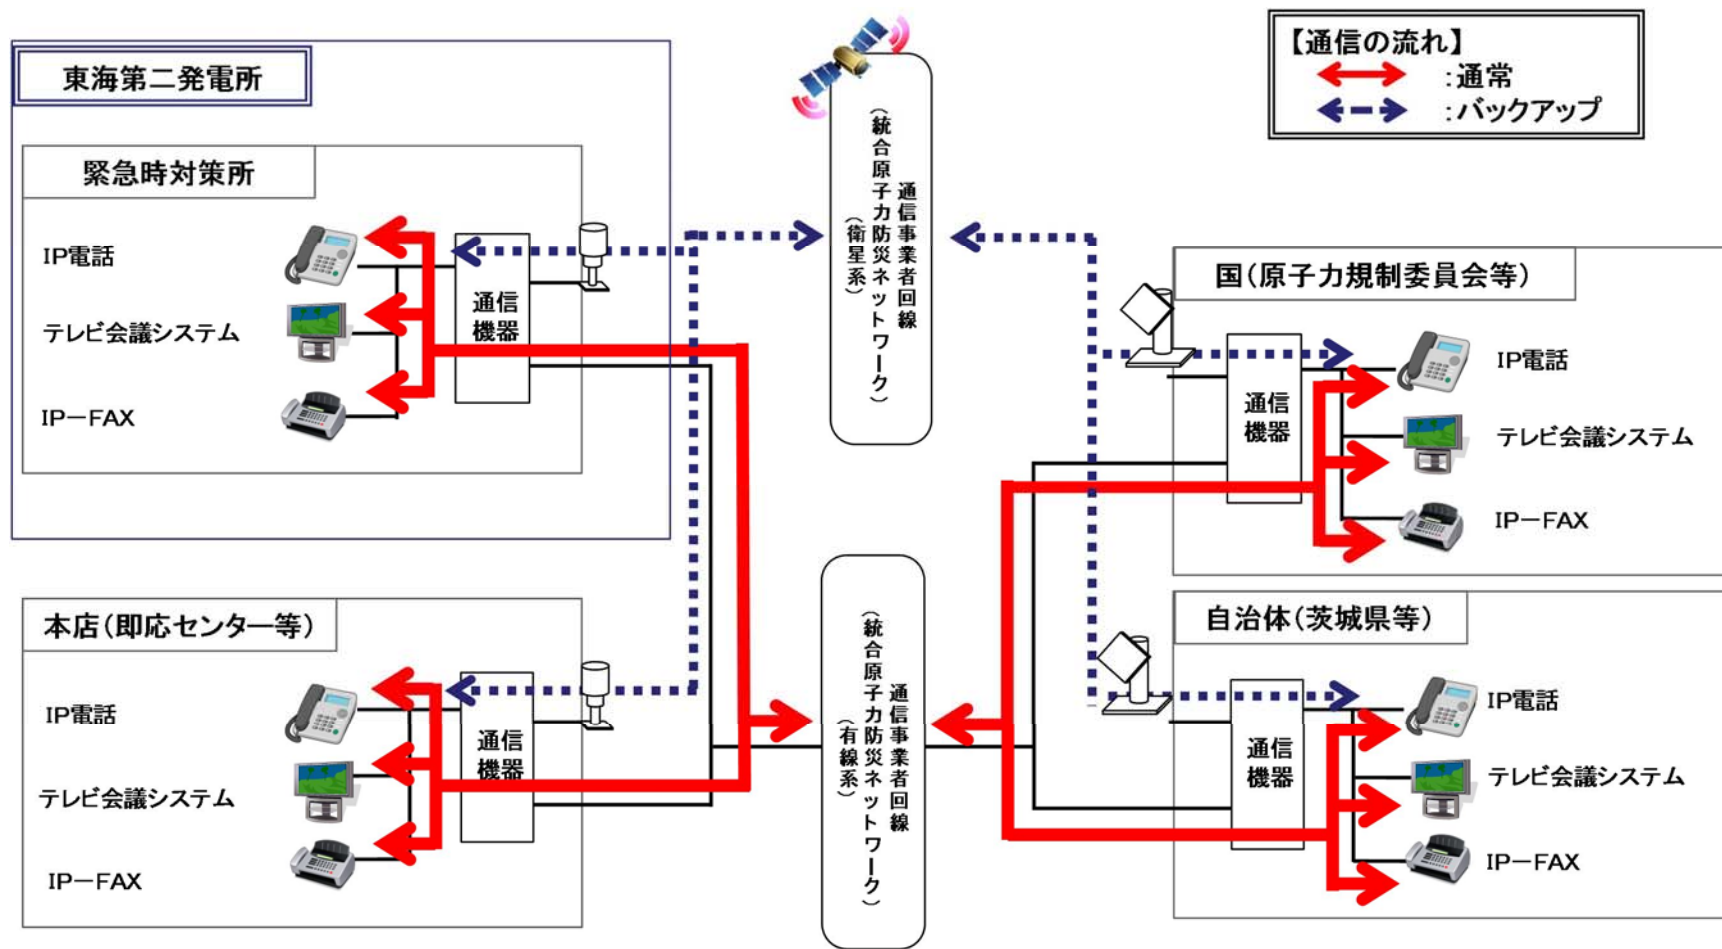 東海第二発電所
緊急時対策所
IP電話
テレビ会議システム
IP－FAX
通信
機器
本店（即応センター等）
IP電話
テレビ会議システム
IP－FAX
通信
機器
通信事業者回線
（統合原子力防災ネットワーク）
（衛星系）
通信事業者回線
（統合原子力防災ネットワーク）
（有線系）
【通信の流れ】
：通常
：バックアップ
国（原子力規制委員会等）
通信
機器
IP電話
テレビ会議システム
IP－FAX
自治体（茨城県等）
通信
機器
IP電話
テレビ会議システム
IP－FAX